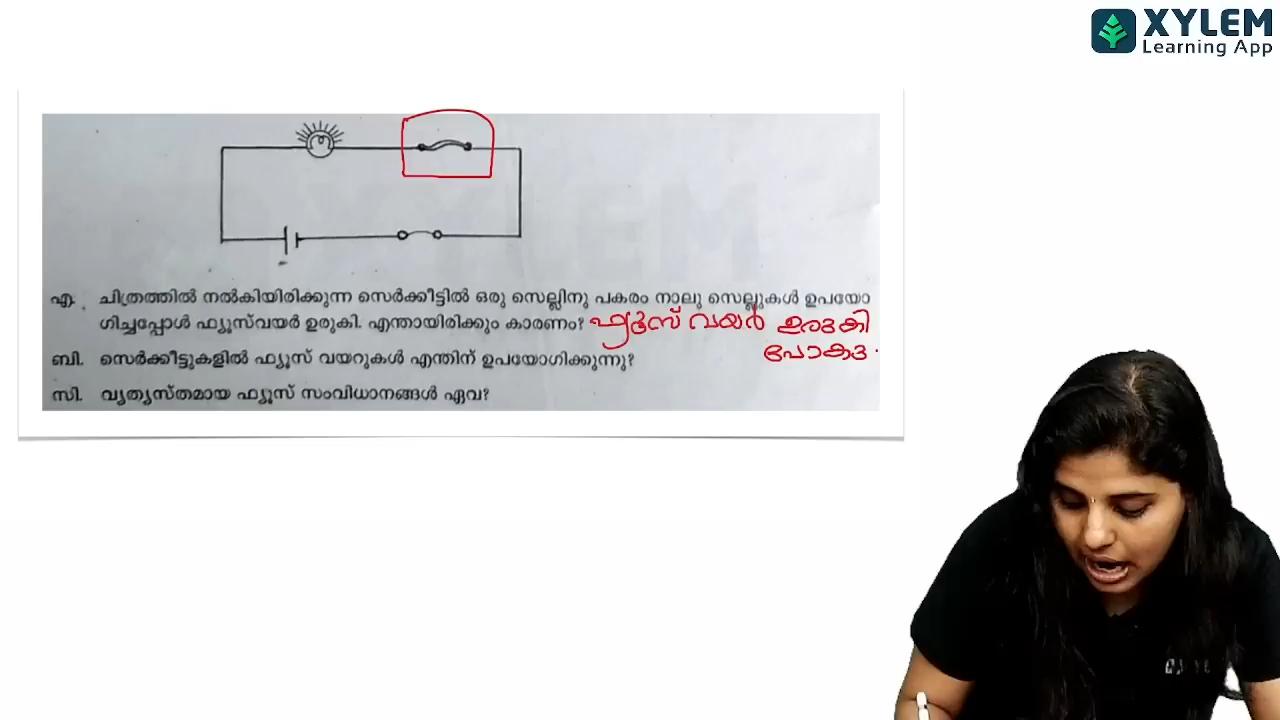 XYLEM
Learning App
എ. ചിത്രത്തിൽ നൽകിയിരിക്കുന്ന സെർക്കീട്ടിൽ ഒരു സെല്ലിനു പകരം നാലു സെല്ലുകൾ ഉപയോ
ഗിച്ചപ്പോൾ ഫ്യൂസ്‌വയർ ഉരുകി. എന്തായിരിക്കും കാരണം? ഫ്യൂസ് വയർ ഉരുകി
പോകു
ബി. സെർക്കീട്ടുകളിൽ ഫ്യൂസ് വയറുകൾ എന്തിന് ഉപയോഗിക്കുന്നു?
സി. വ്യത്യസ്തമായ ഫ്യൂസ് സംവിധാനങ്ങൾ ഏവ?